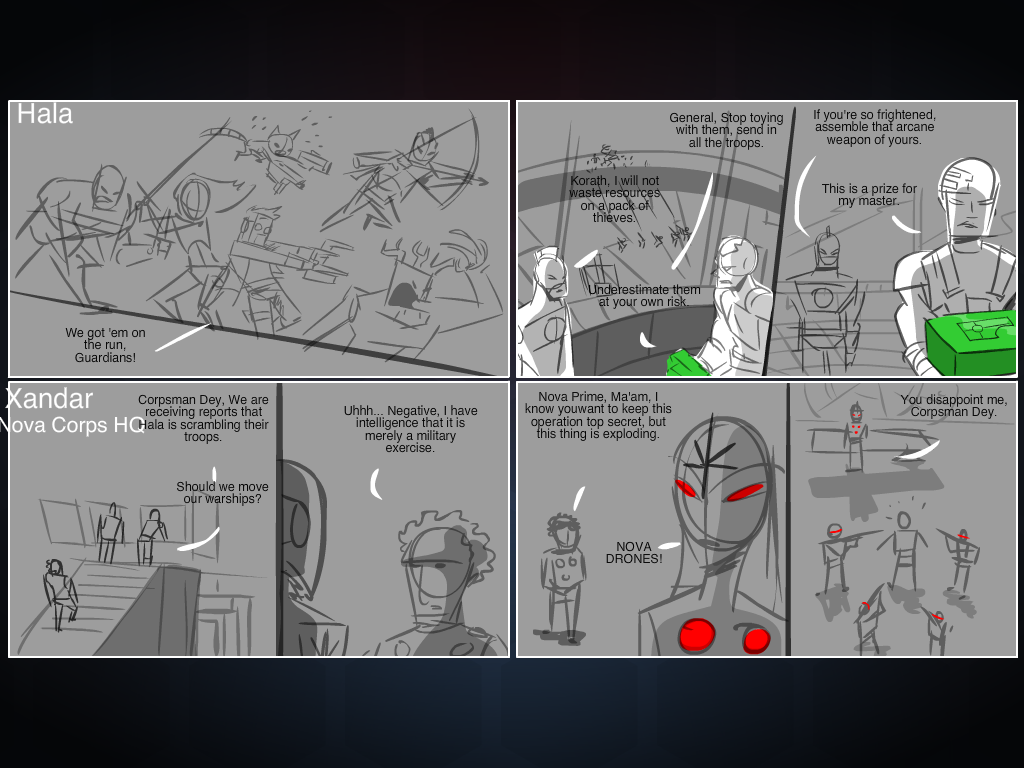 Hala
We got 'em on
the run,
Guardians!
General, Stop toying
with them, send in
all the troops.
Korath, I will not
waste resources
on a pack of
thieves.
Underestimate them
at your own risk.
If you're so frightened,
assemble that arcane
weapon of yours.
This is a prize for
my master.
Xandar
Nova Corps HQ
Corpsman Dey, We are
receiving reports that
Hala is scrambling their
troops.
Should we move
our warships?
Uhhh... Negative, I have
intelligence that it is
merely a military
exercise.
Nova Prime, Ma'am, I
know youwant to keep this
operation top secret, but
this thing is exploding.
NOVA
DRONES!
You disappoint me,
Corpsman Dey.